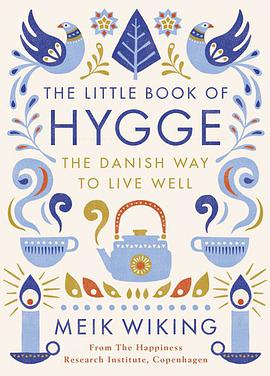 THE LITTLE BOOK OF
HYGGE
THE DANISH WAY
TO LIVE WELL
MEIK WIKING
From The Happiness
Research Institute, Copenhagen